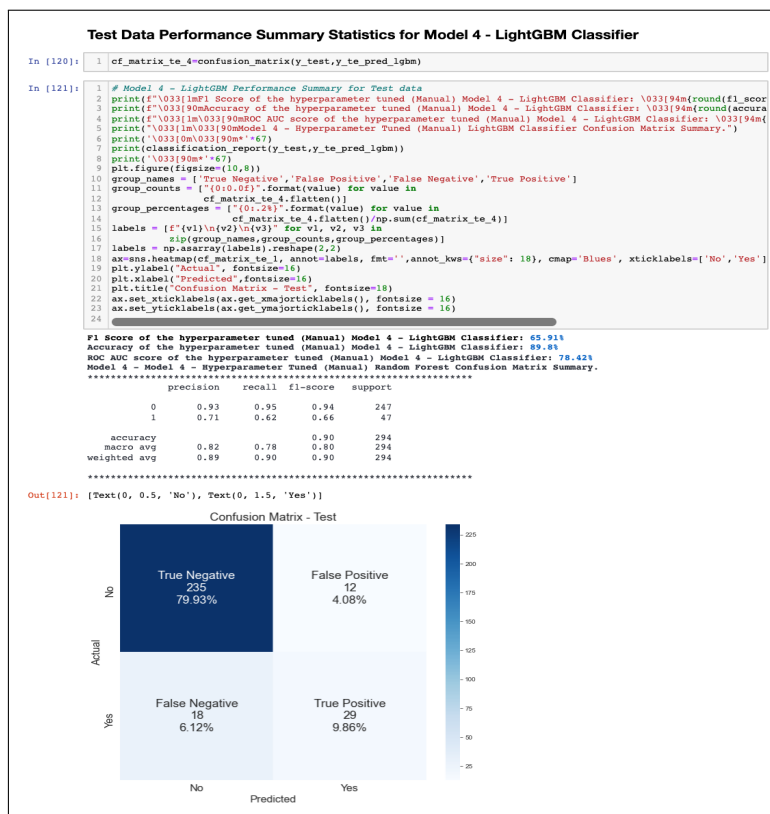 Test Data Performance Summary Statistics for Model 4 - LightGBM Classifier
In [120]: 1 cf_matrix_te_4=confusion_matrix(y_test,y_te_pred_lgbm)
In [121]: 1 # Model 4 - LightGBM Performance Summary for Test data
2 print(f"\033[1mF1 Score of the hyperparameter tuned (Manual) Model 4 - LightGBM Classifier: \033[94m{round(f1_scor
3 print(f"\033[90mAccuracy of the hyperparameter tuned (Manual) Model 4 - LightGBM Classifier: \033[94m{round(accura
4 print(f"\033[1m\033[90mROC AUC score of the hyperparameter tuned (Manual) Model 4 - LightGBM Classifier: \033[94m{
5 print("\033[1m\033[90mModel 4 - Hyperparameter Tuned (Manual) LightGBM Classifier Confusion Matrix Summary.")
6 print('\033[0m\033[90m*'*67)
7 print(classification_report(y_test,y_te_pred_lgbm))
8 print('\033[90m*'*67)
9 plt.figure(figsize=(10,8))
10 group_names = ['True Negative','False Positive','False Negative','True Positive']
11 group_counts = ["{0:0.0f}".format(value) for value in
12 cf_matrix_te_4.flatten()]
13 group_percentages = ["{0:.2%}".format(value) for value in
14 cf_matrix_te_4.flatten()/np.sum(cf_matrix_te_4)]
15 labels = [f"{v1}\n{v2}\n{v3}" for v1, v2, v3 in
16 zip(group_names,group_counts,group_percentages)]
17 labels = np.asarray(labels).reshape(2,2)
18 ax=sns.heatmap(cf_matrix_te_1, annot=labels, fmt='',annot_kws={"size": 18}, cmap='Blues', xticklabels=['No','Yes']
19 plt.ylabel("Actual", fontsize=16)
20 plt.xlabel("Predicted",fontsize=16)
21 plt.title("Confusion Matrix - Test", fontsize=18)
22 ax.set_xticklabels(ax.get_xmajorticklabels(), fontsize = 16)
23 ax.set_yticklabels(ax.get_ymajorticklabels(), fontsize = 16)
24
F1 Score of the hyperparameter tuned (Manual) Model 4 - LightGBM Classifier: 65.91%
Accuracy of the hyperparameter tuned (Manual) Model 4 - LightGBM Classifier: 89.8%
ROC AUC score of the hyperparameter tuned (Manual) Model 4 - LightGBM Classifier: 78.42%
Model 4 - Model 4 - Hyperparameter Tuned (Manual) Random Forest Confusion Matrix Summary.
*******************************************************************
precision recall f1-score support
0 0.93 0.95 0.94 247
1 0.71 0.62 0.66 47
accuracy 0.90 294
macro avg 0.82 0.78 0.80 294
weighted avg 0.89 0.90 0.90 294
*******************************************************************
Out[121]: [Text(0, 0.5, 'No'), Text(0, 1.5, 'Yes')]
Confusion Matrix - Test
True Negative
235
79.93%
False Positive
12
4.08%
False Negative
18
6.12%
True Positive
29
9.86%
No
Yes
Actual
No
Yes
Predicted
225
200
175
150
125
100
75
50
25